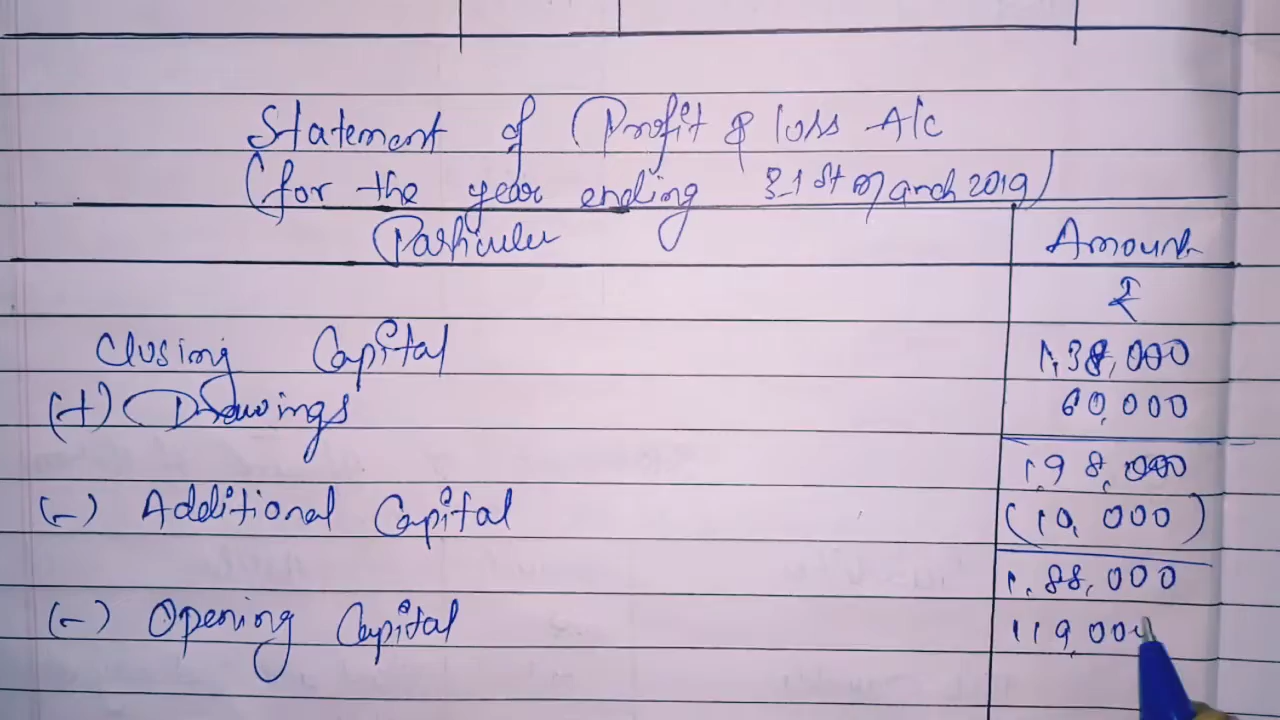 Statement of Profit & loss A/c
(for the year ending 31st March 2019)
Particular Amount
₹
Closing Capital 1,38,000
(+) Drawings 60,000
1,98,000
(-) Additional Capital (10,000)
1,88,000
(-) Opening Capital 119,000